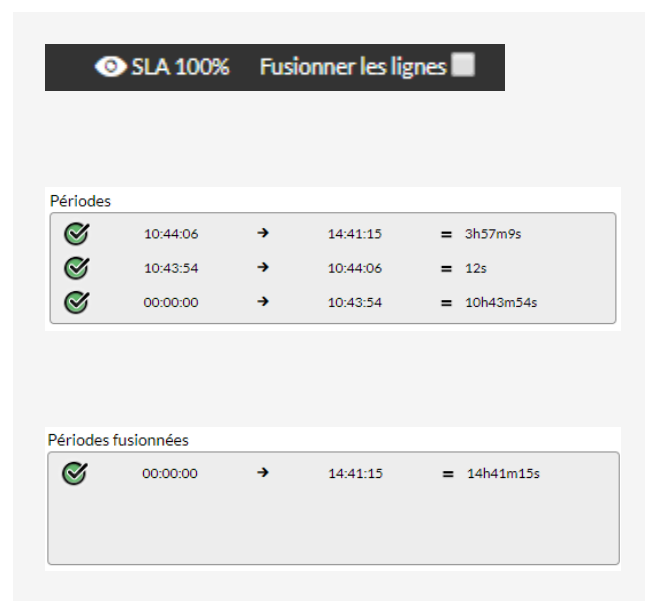 SLA 100% Fusionner les lignes
Périodes
10:44:06 → 14:41:15 = 3h57m9s
10:43:54 → 10:44:06 = 12s
00:00:00 → 10:43:54 = 10h43m54s
Périodes fusionnées
00:00:00 → 14:41:15 = 14h41m15s